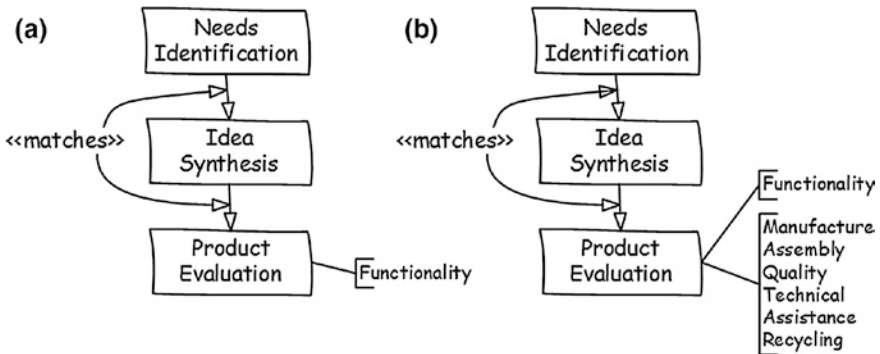 (a)
Needs
Identification
<<matches>>
Idea
Synthesis
Product
Evaluation
Functionality
(b)
Needs
Identification
<<matches>>
Idea
Synthesis
Product
Evaluation
Functionality
Manufacture
Assembly
Quality
Technical
Assistance
Recycling